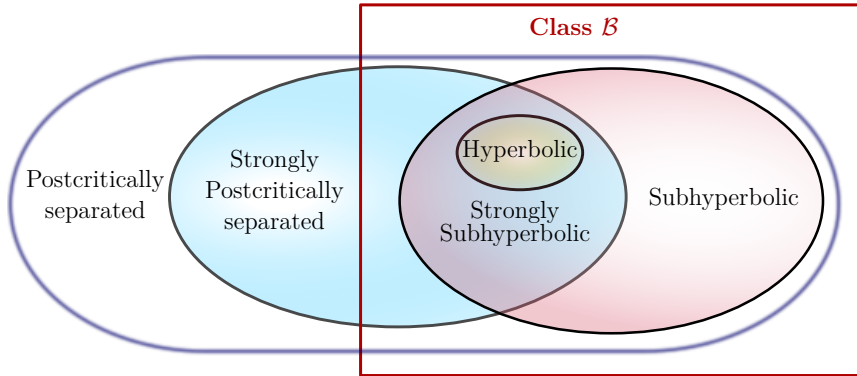 Class B
Hyperbolic
Strongly
Postcritically
separated
Postcritically
separated
Strongly
Subhyperbolic
Subhyperbolic